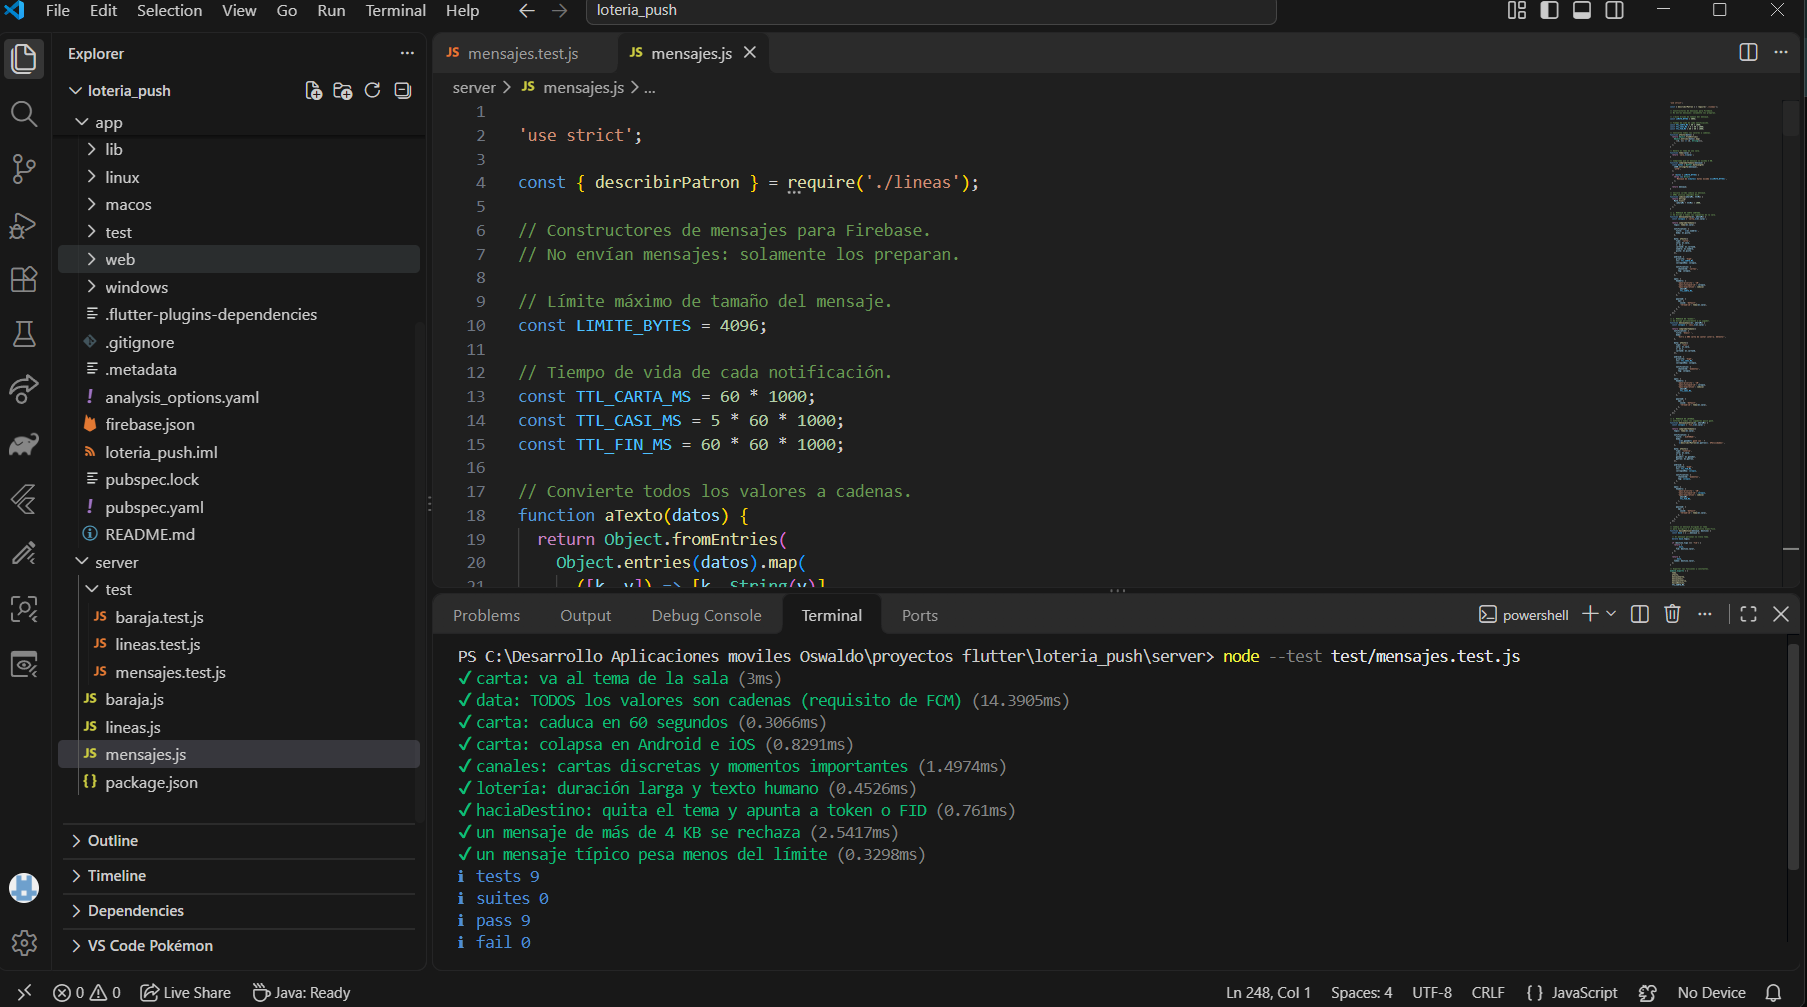 File Edit Selection View Go Run Terminal Help loteria_push
Explorer
loteria_push
app
lib
linux
macos
test
web
windows
.flutter-plugins-dependencies
.gitignore
.metadata
! analysis_options.yaml
firebase.json
loteria_push.iml
pubspec.lock
! pubspec.yaml
README.md
server
test
JS baraja.test.js
JS lineas.test.js
JS mensajes.test.js
JS baraja.js
JS lineas.js
JS mensajes.js
{} package.json
Outline
Timeline
Dependencies
VS Code Pokémon
JS mensajes.test.js JS mensajes.js
server > JS mensajes.js > ...
1
2 'use strict';
3
4 const { describirPatron } = require('./lineas');
5
6 // Constructores de mensajes para Firebase.
7 // No envían mensajes: solamente los preparan.
8
9 // Límite máximo de tamaño del mensaje.
10 const LIMITE_BYTES = 4096;
11
12 // Tiempo de vida de cada notificación.
13 const TTL_CARTA_MS = 60 * 1000;
14 const TTL_CASI_MS = 5 * 60 * 1000;
15 const TTL_FIN_MS = 60 * 60 * 1000;
16
17 // Convierte todos los valores a cadenas.
18 function aTexto(datos) {
19 return Object.fromEntries(
20 Object.entries(datos).map(
21 ([k, v]) => [k, String(v)]
Problems Output Debug Console Terminal Ports powershell
PS C:\Desarrollo Aplicaciones moviles Oswaldo\proyectos flutter\loteria_push\server> node --test test/mensajes.test.js
✓ carta: va al tema de la sala (3ms)
✓ data: TODOS los valores son cadenas (requisito de FCM) (14.3905ms)
✓ carta: caduca en 60 segundos (0.3066ms)
✓ carta: colapsa en Android e iOS (0.8291ms)
✓ canales: cartas discretas y momentos importantes (1.4974ms)
✓ lotería: duración larga y texto humano (0.4526ms)
✓ haciaDestino: quita el tema y apunta a token o FID (0.761ms)
✓ un mensaje de más de 4 KB se rechaza (2.5417ms)
✓ un mensaje típico pesa menos del límite (0.3298ms)
ℹ tests 9
ℹ suites 0
ℹ pass 9
ℹ fail 0
0 0 Live Share Java: Ready Ln 248, Col 1 Spaces: 4 UTF-8 CRLF {} JavaScript No Device